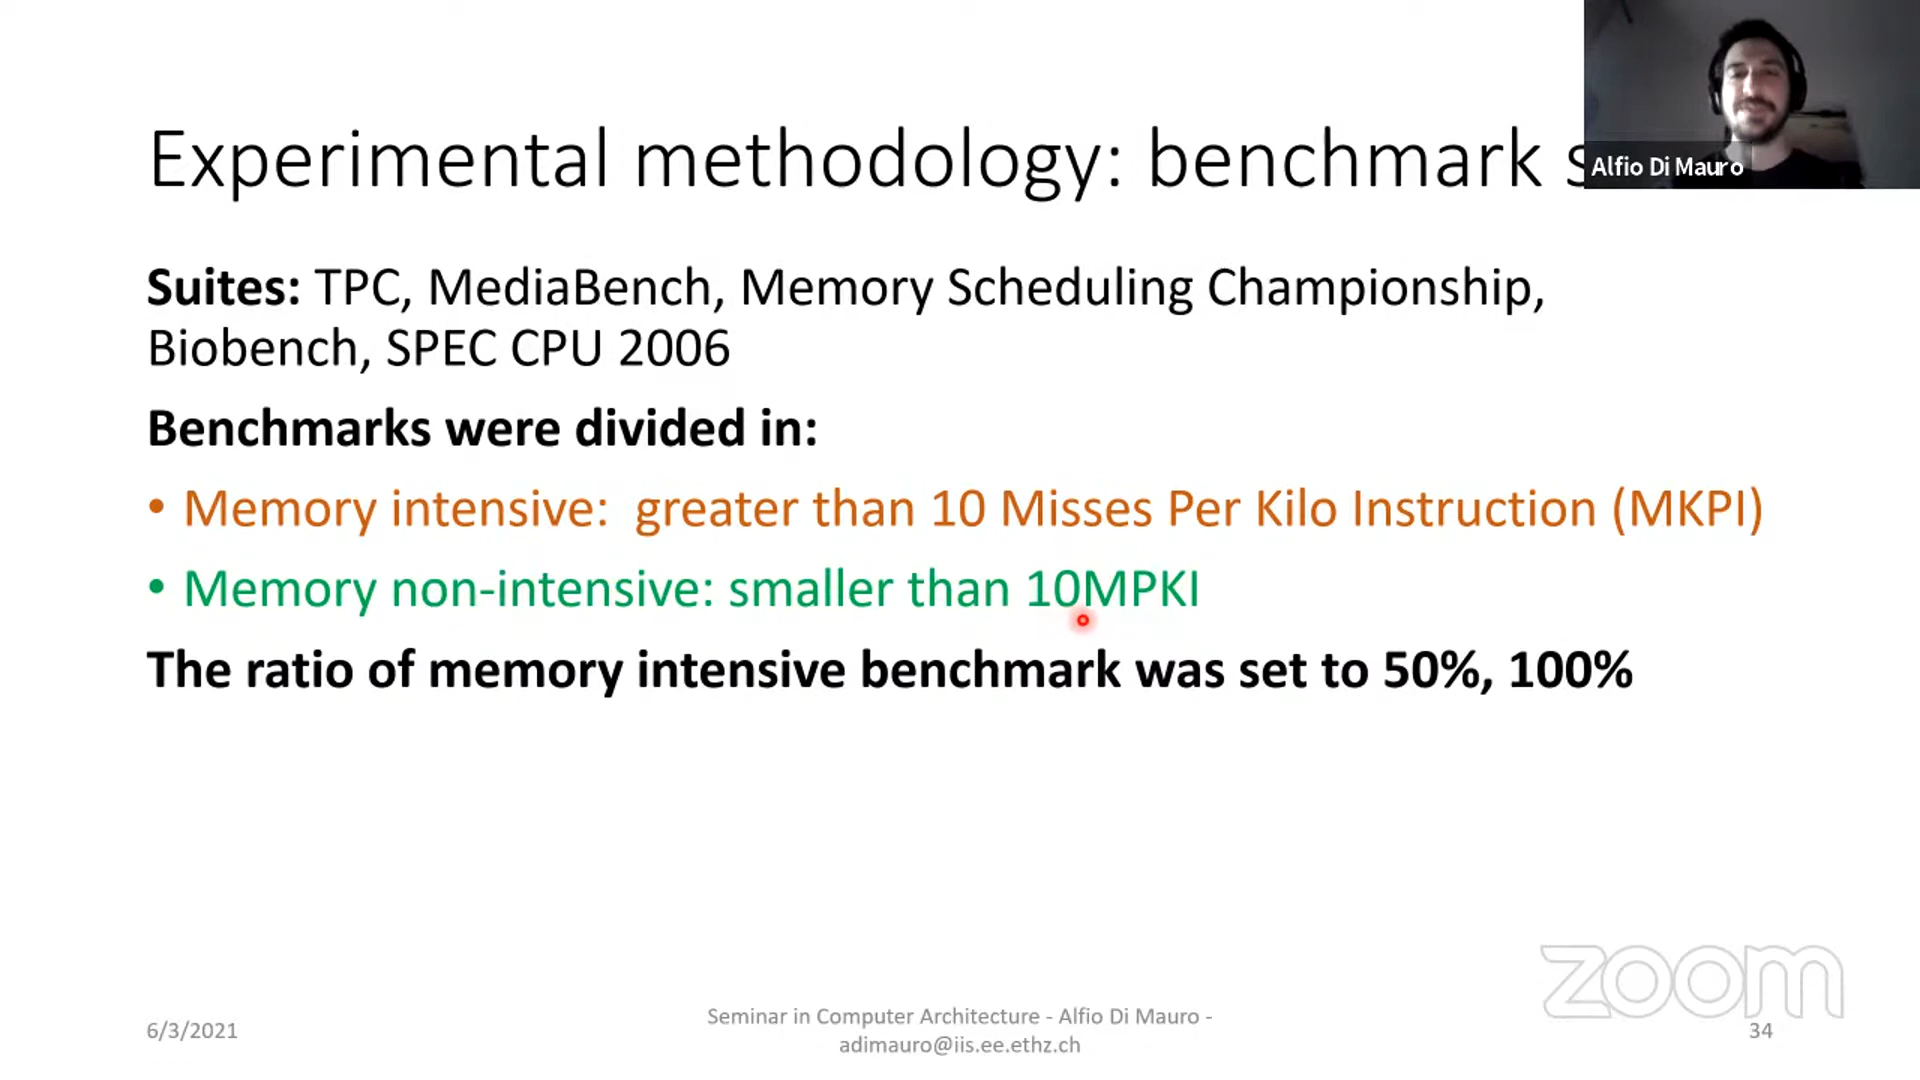 Experimental methodology: benchmark
Alfio Di Mauro
Suites: TPC, MediaBench, Memory Scheduling Championship,
Biobench, SPEC CPU 2006
Benchmarks were divided in:
• Memory intensive:  greater than 10 Misses Per Kilo Instruction (MKPI)
• Memory non-intensive: smaller than 10MPKI
The ratio of memory intensive benchmark was set to 50%, 100%
zoom
6/3/2021
Seminar in Computer Architecture - Alfio Di Mauro -
adimauro@iis.ee.ethz.ch
34